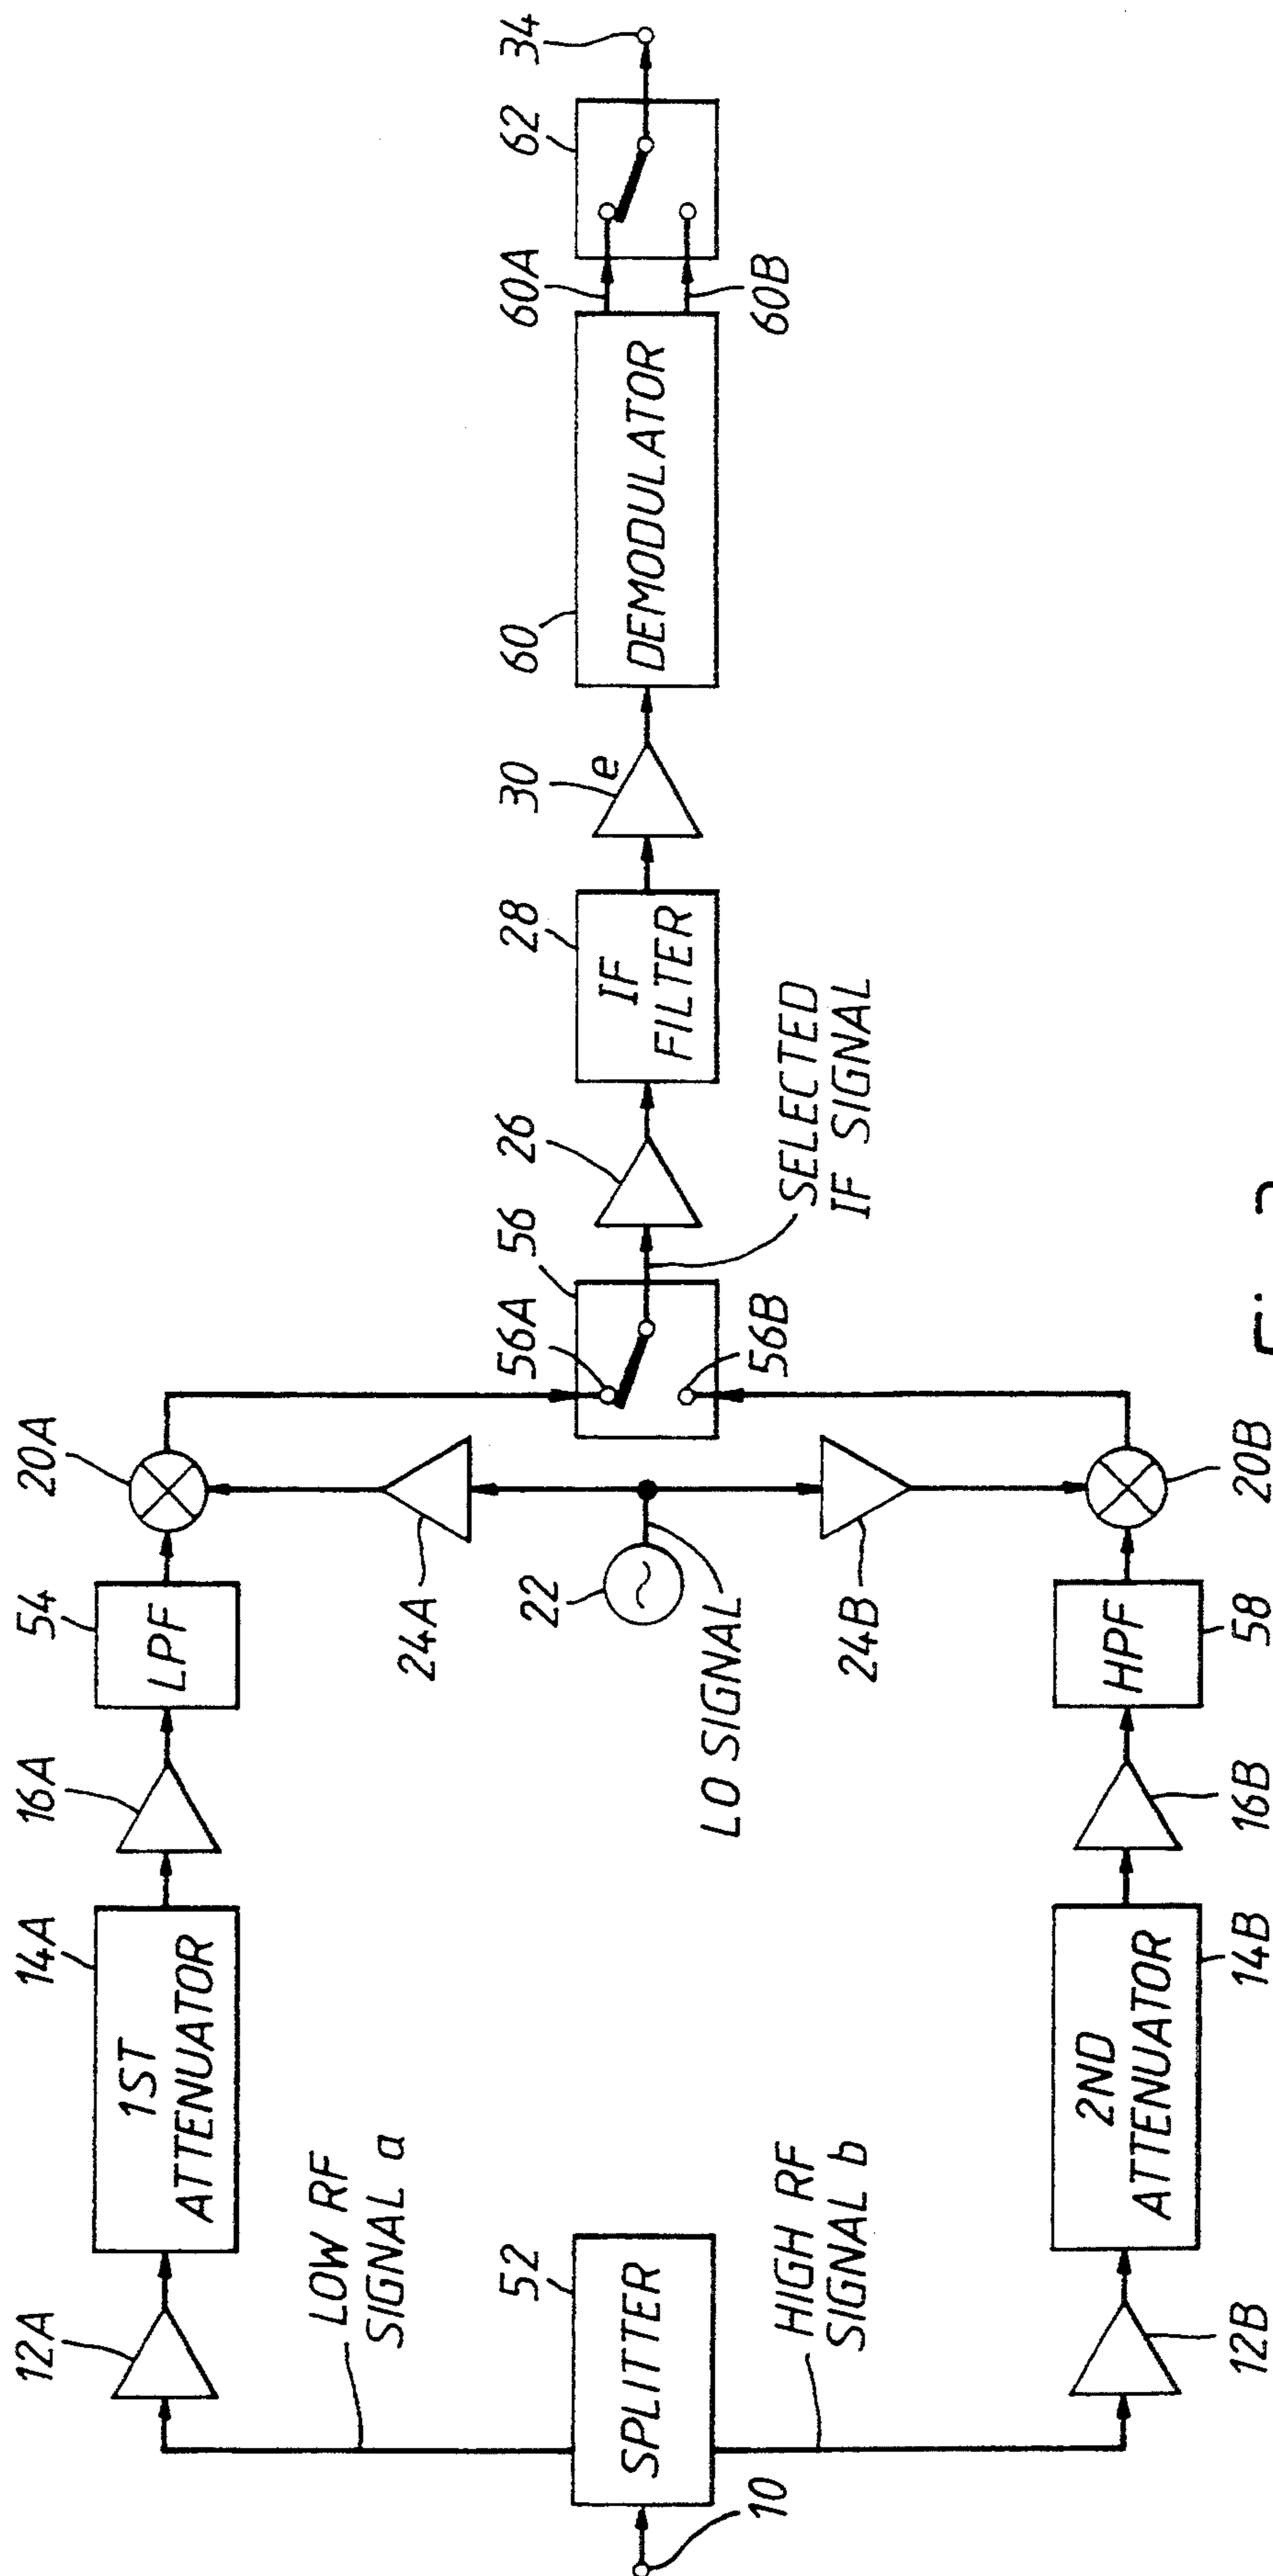 12A
14A
16A
54
20A
1ST
ATTENUATOR
LPF
LOW RF
SIGNAL a
24A
56A
56
26
28
30
e
60
60A
62
34
10
52
SPLITTER
22
LO SIGNAL
IF
FILTER
DEMODULATOR
56B
60B
SELECTED
IF SIGNAL
HIGH RF
SIGNAL b
24B
2ND
ATTENUATOR
HPF
12B
14B
16B
58
20B